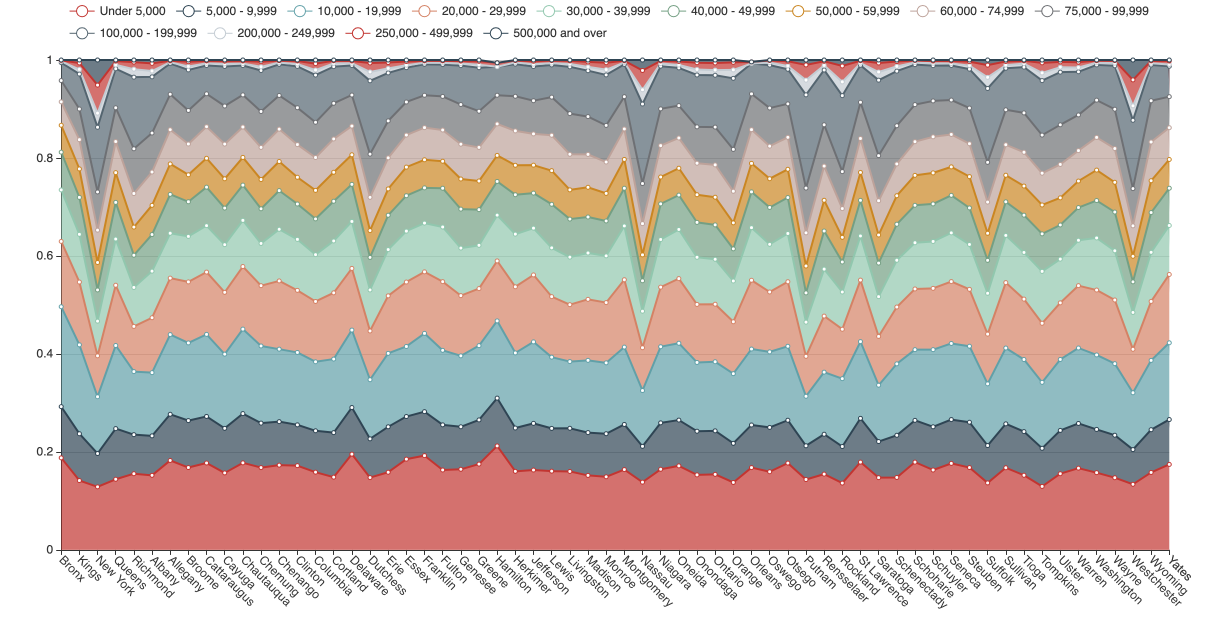 Under 5,000 5,000 - 9,999 10,000 - 19,999 20,000 - 29,999 30,000 - 39,999 40,000 - 49,999 50,000 - 59,999 60,000 - 74,999 75,000 - 99,999
100,000 - 199,999 200,000 - 249,999 250,000 - 499,999 500,000 and over
1
0.8
0.6
0.4
0.2
0
Bronx
Kings
New York
Queens
Richmond
Albany
Allegany
Broome
Cattaraugus
Cayuga
Chautauqua
Chemung
Chenango
Clinton
Columbia
Cortland
Delaware
Dutchess
Erie
Essex
Franklin
Fulton
Genesee
Greene
Hamilton
Herkimer
Jefferson
Lewis
Livingston
Madison
Monroe
Montgomery
Nassau
Niagara
Oneida
Onondaga
Ontario
Orange
Orleans
Oswego
Otsego
Putnam
Rensselaer
Rockland
St Lawrence
Saratoga
Schenectady
Schoharie
Schuyler
Seneca
Steuben
Suffolk
Sullivan
Tioga
Tompkins
Ulster
Warren
Washington
Wayne
Westchester
Wyoming
Yates